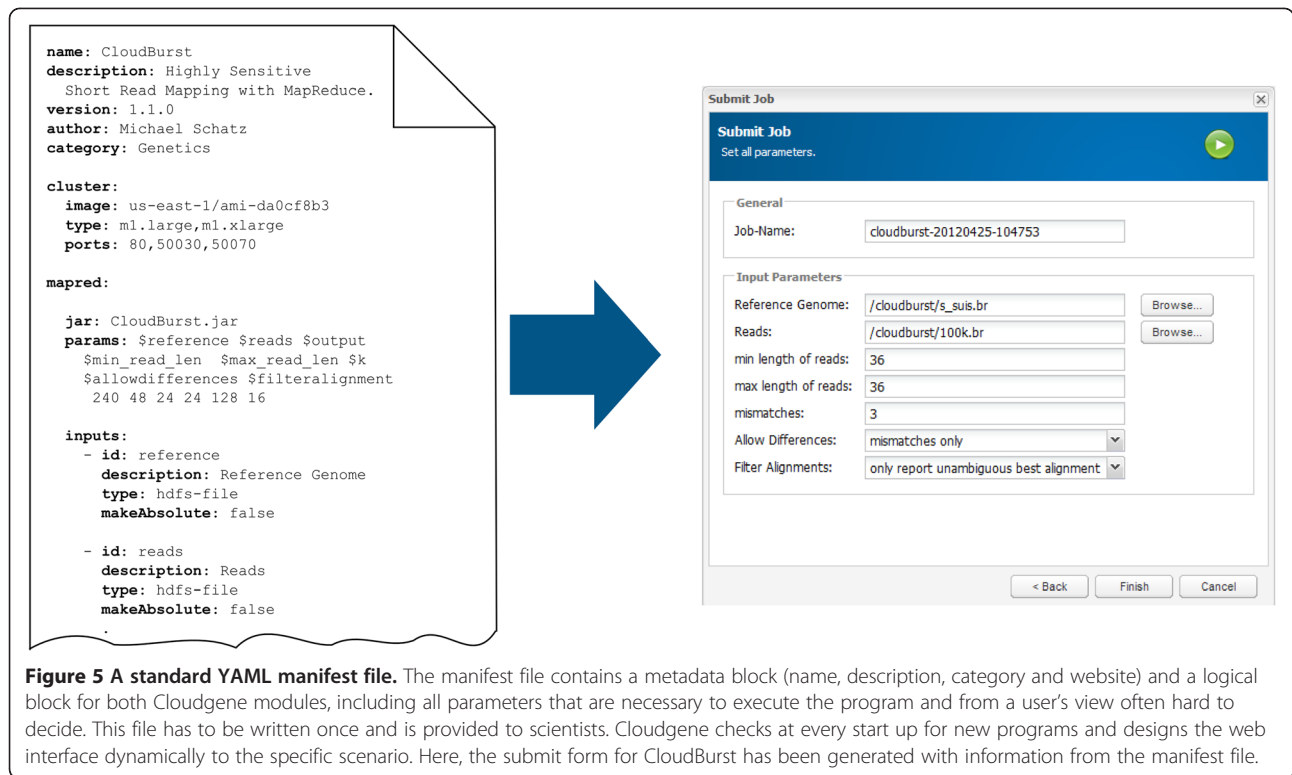 name: CloudBurst
description: Highly Sensitive
Short Read Mapping with MapReduce.
version: 1.1.0
author: Michael Schatz
category: Genetics
cluster:
image: us-east-1/ami-da0cf8b3
type: m1.large,m1.xlarge
ports: 80,50030,50070
mapred:
jar: CloudBurst.jar
params: $reference $reads $output
$min_read_len $max_read_len $k
$allowdifferences $filteralignment
240 48 24 24 128 16
inputs:
- id: reference
description: Reference Genome
type: hdfs-file
makeAbsolute: false
- id: reads
description: Reads
type: hdfs-file
makeAbsolute: false
.
Submit Job
Submit Job
Set all parameters.
General
Job-Name: cloudburst-20120425-104753
Input Parameters
Reference Genome: /cloudburst/s_suis.br Browse...
Reads: /cloudburst/100k.br Browse...
min length of reads: 36
max length of reads: 36
mismatches: 3
Allow Differences: mismatches only
Filter Alignments: only report unambiguous best alignment
< Back Finish Cancel
Figure 5 A standard YAML manifest file. The manifest file contains a metadata block (name, description, category and website) and a logical
block for both Cloudgene modules, including all parameters that are necessary to execute the program and from a user's view often hard to
decide. This file has to be written once and is provided to scientists. Cloudgene checks at every start up for new programs and designs the web
interface dynamically to the specific scenario. Here, the submit form for CloudBurst has been generated with information from the manifest file.